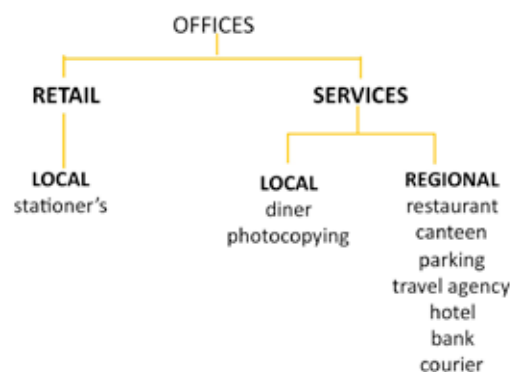 OFFICES
RETAIL
SERVICES
LOCAL
stationer's
LOCAL
diner
photocopying
REGIONAL
restaurant
canteen
parking
travel agency
hotel
bank
courier